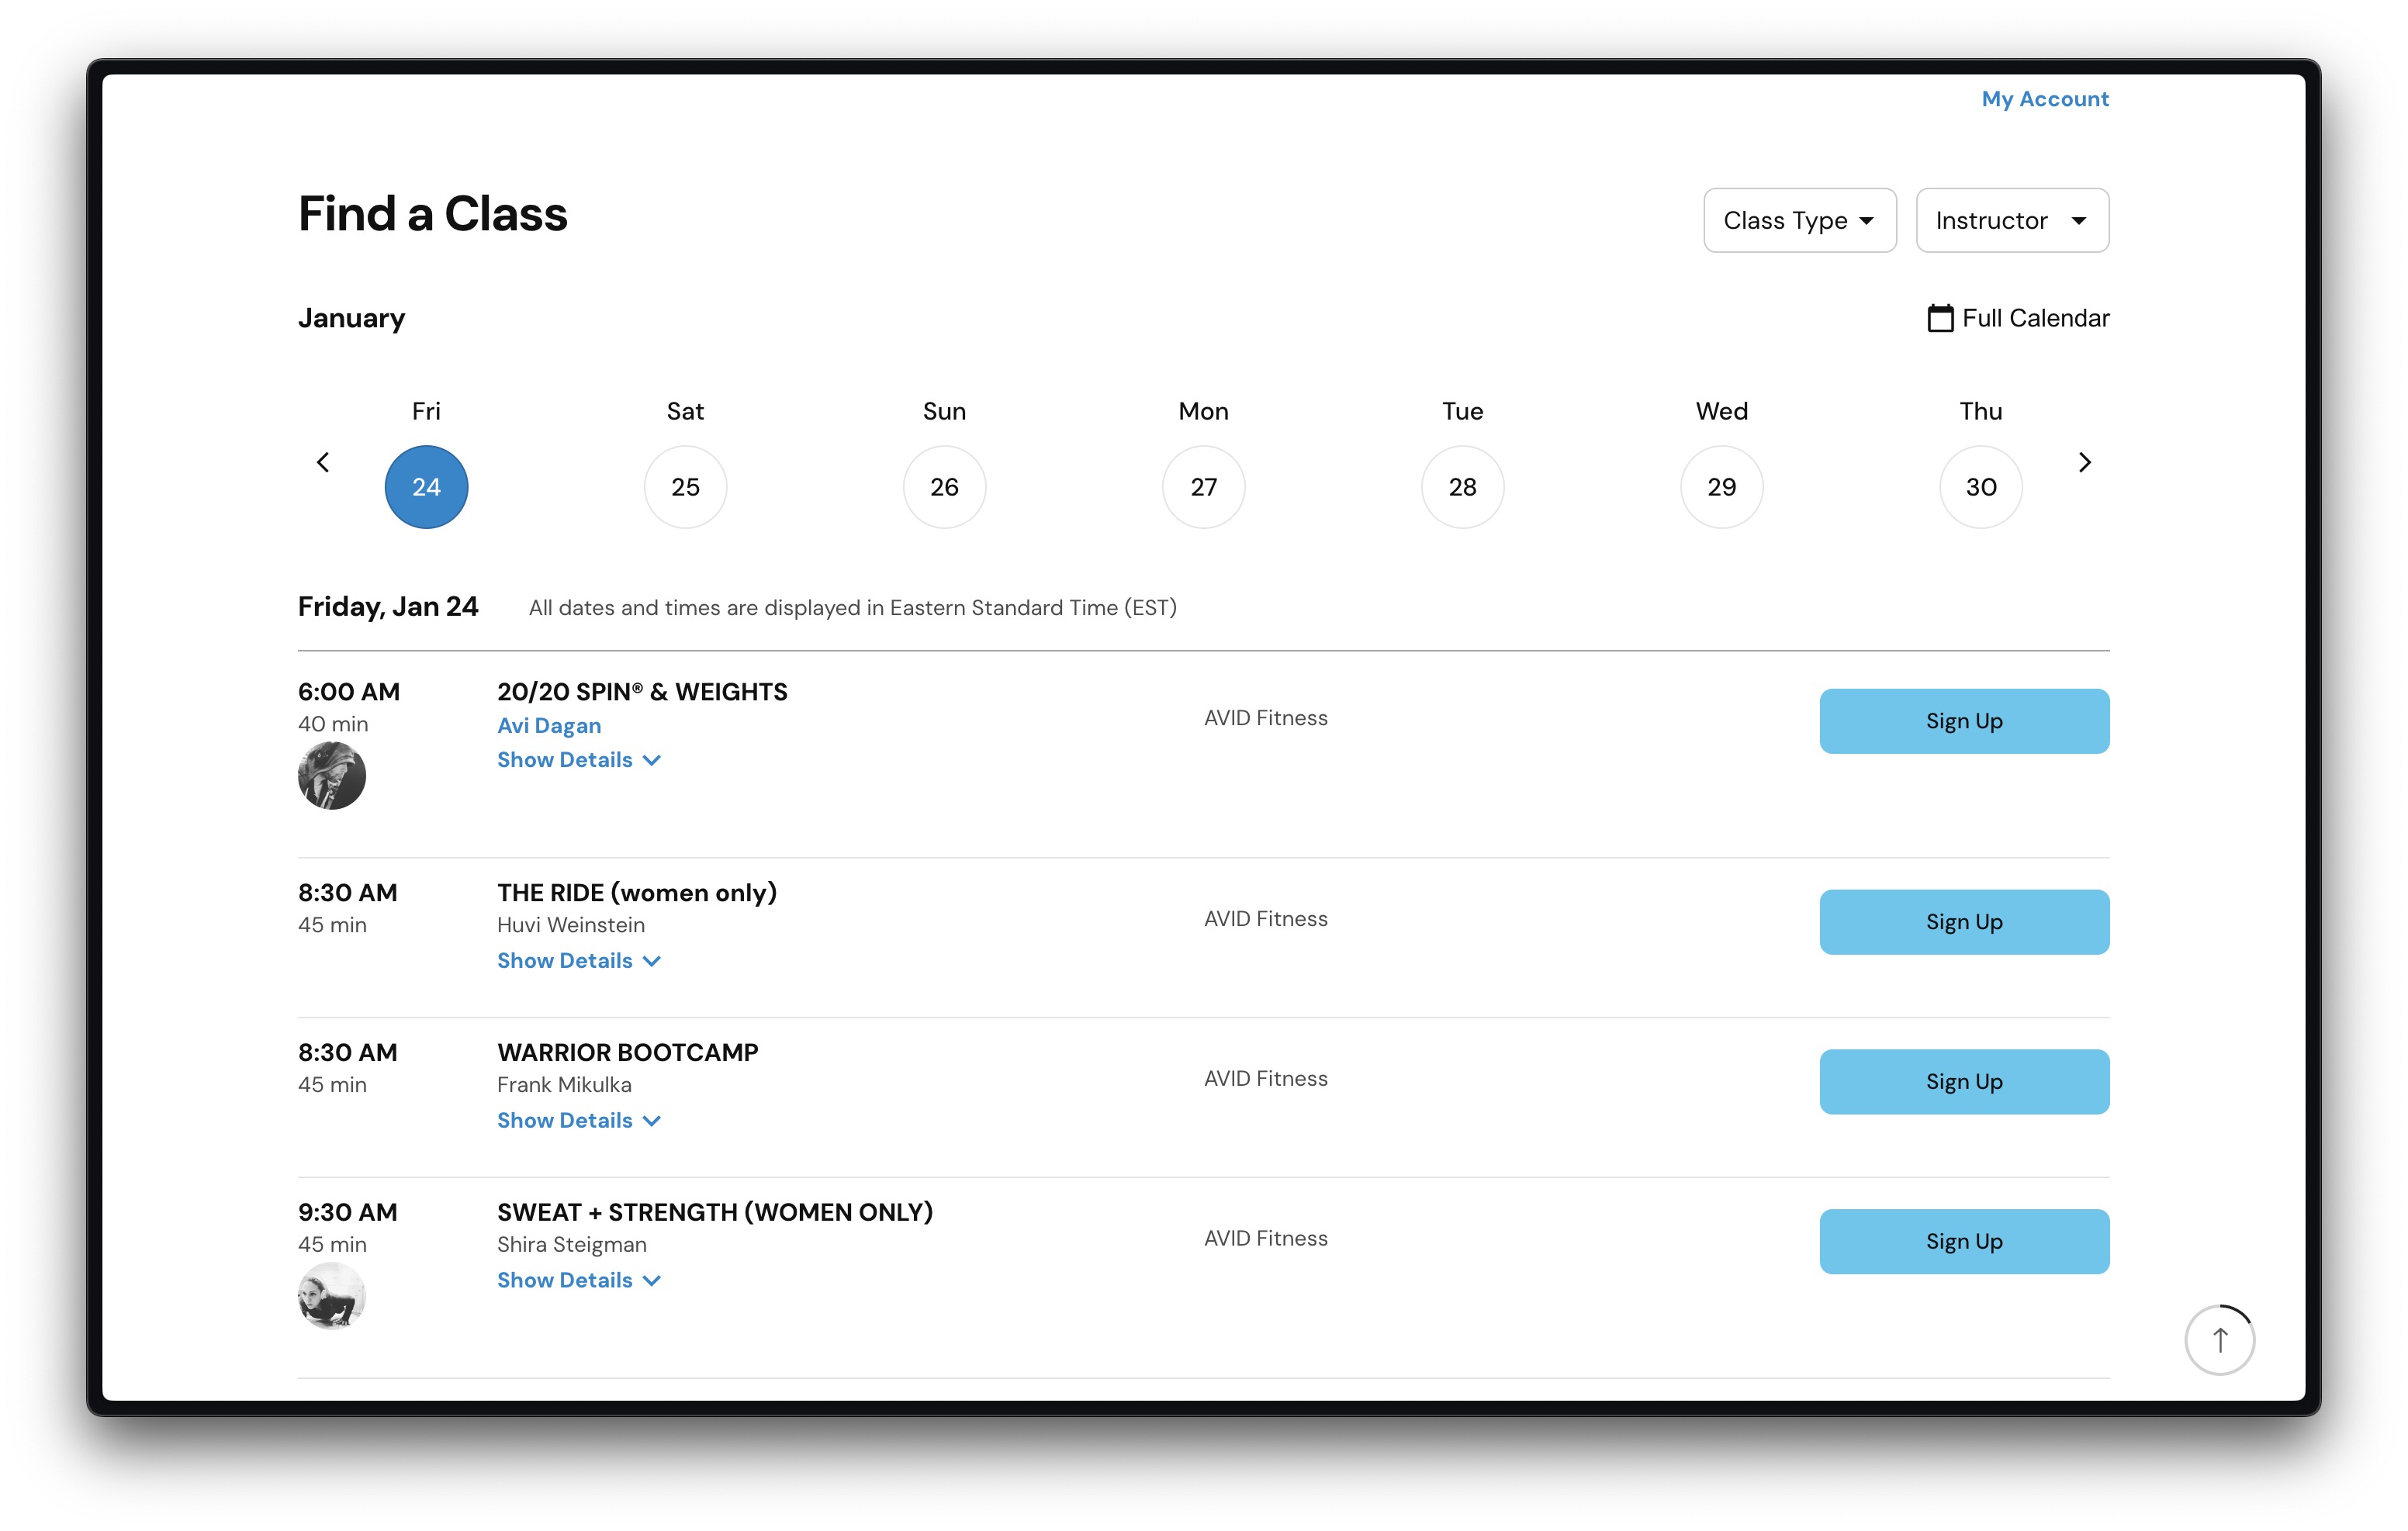 My Account
Find a Class
Class Type
Instructor
January
Full Calendar
Fri
Sat
Sun
Mon
Tue
Wed
Thu
24
25
26
27
28
29
30
Friday, Jan 24
All dates and times are displayed in Eastern Standard Time (EST)
6:00 AM
40 min
20/20 SPIN® & WEIGHTS
Avi Dagan
Show Details
AVID Fitness
Sign Up
8:30 AM
45 min
THE RIDE (women only)
Huvi Weinstein
Show Details
AVID Fitness
Sign Up
8:30 AM
45 min
WARRIOR BOOTCAMP
Frank Mikulka
Show Details
AVID Fitness
Sign Up
9:30 AM
45 min
SWEAT + STRENGTH (WOMEN ONLY)
Shira Steigman
Show Details
AVID Fitness
Sign Up